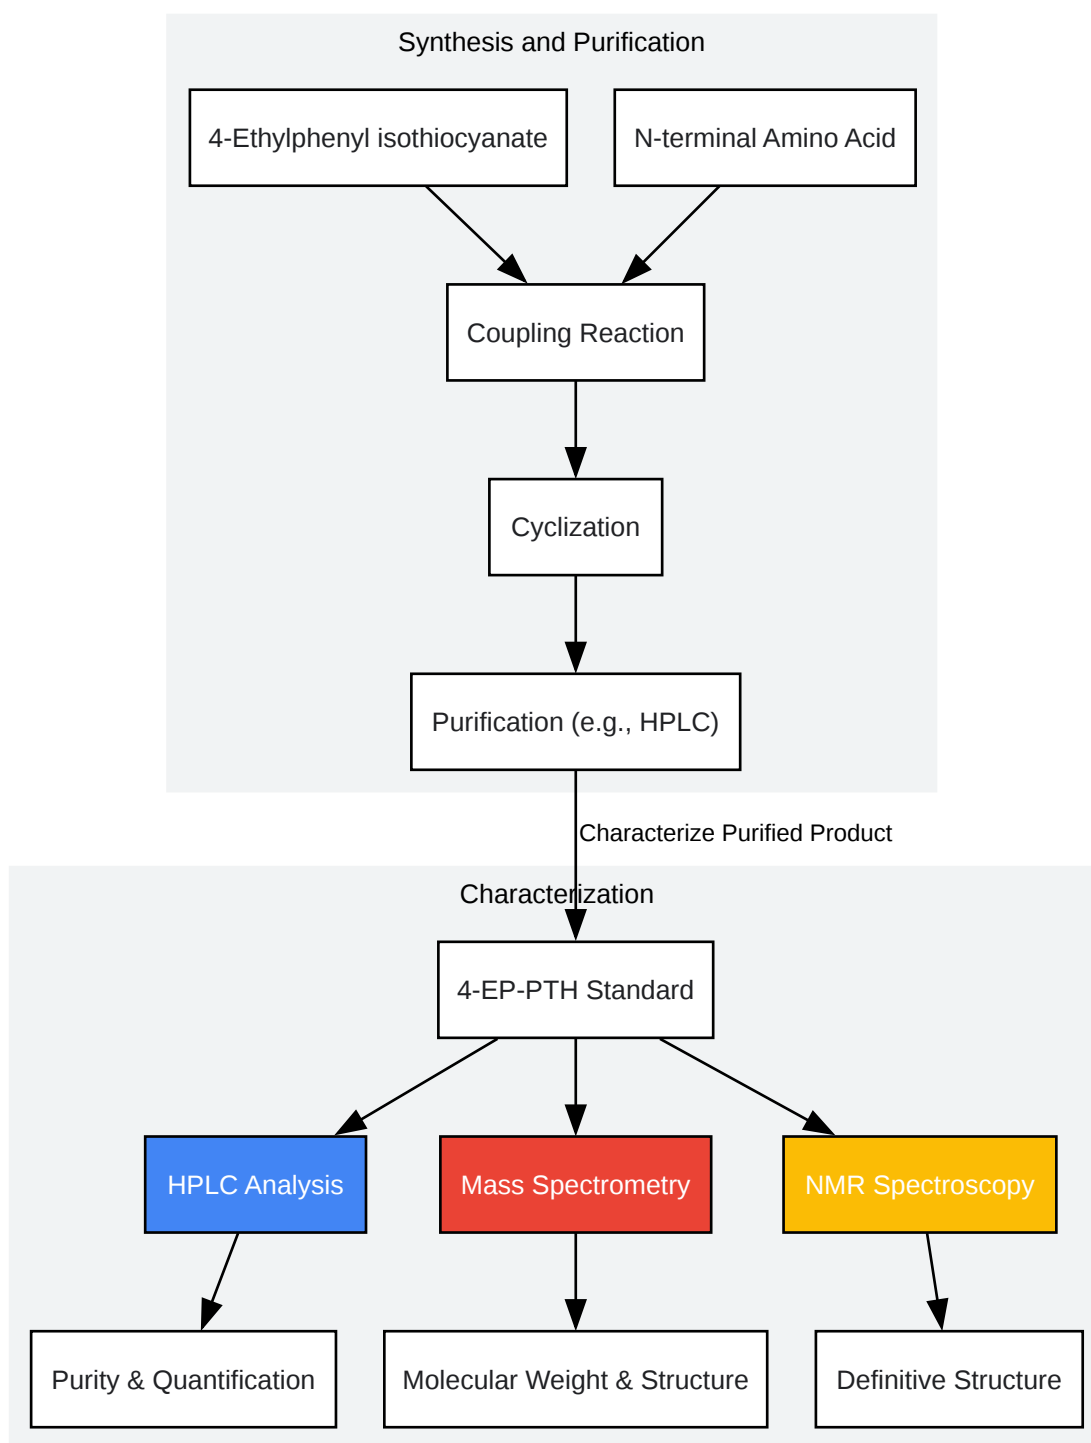 Synthesis and Purification
4-Ethylphenyl isothiocyanate
N-terminal Amino Acid
Coupling Reaction
Cyclization
Purification (e.g., HPLC)
Characterize Purified Product
Characterization
4-EP-PTH Standard
HPLC Analysis
Mass Spectrometry
NMR Spectroscopy
Purity & Quantification
Molecular Weight & Structure
Definitive Structure